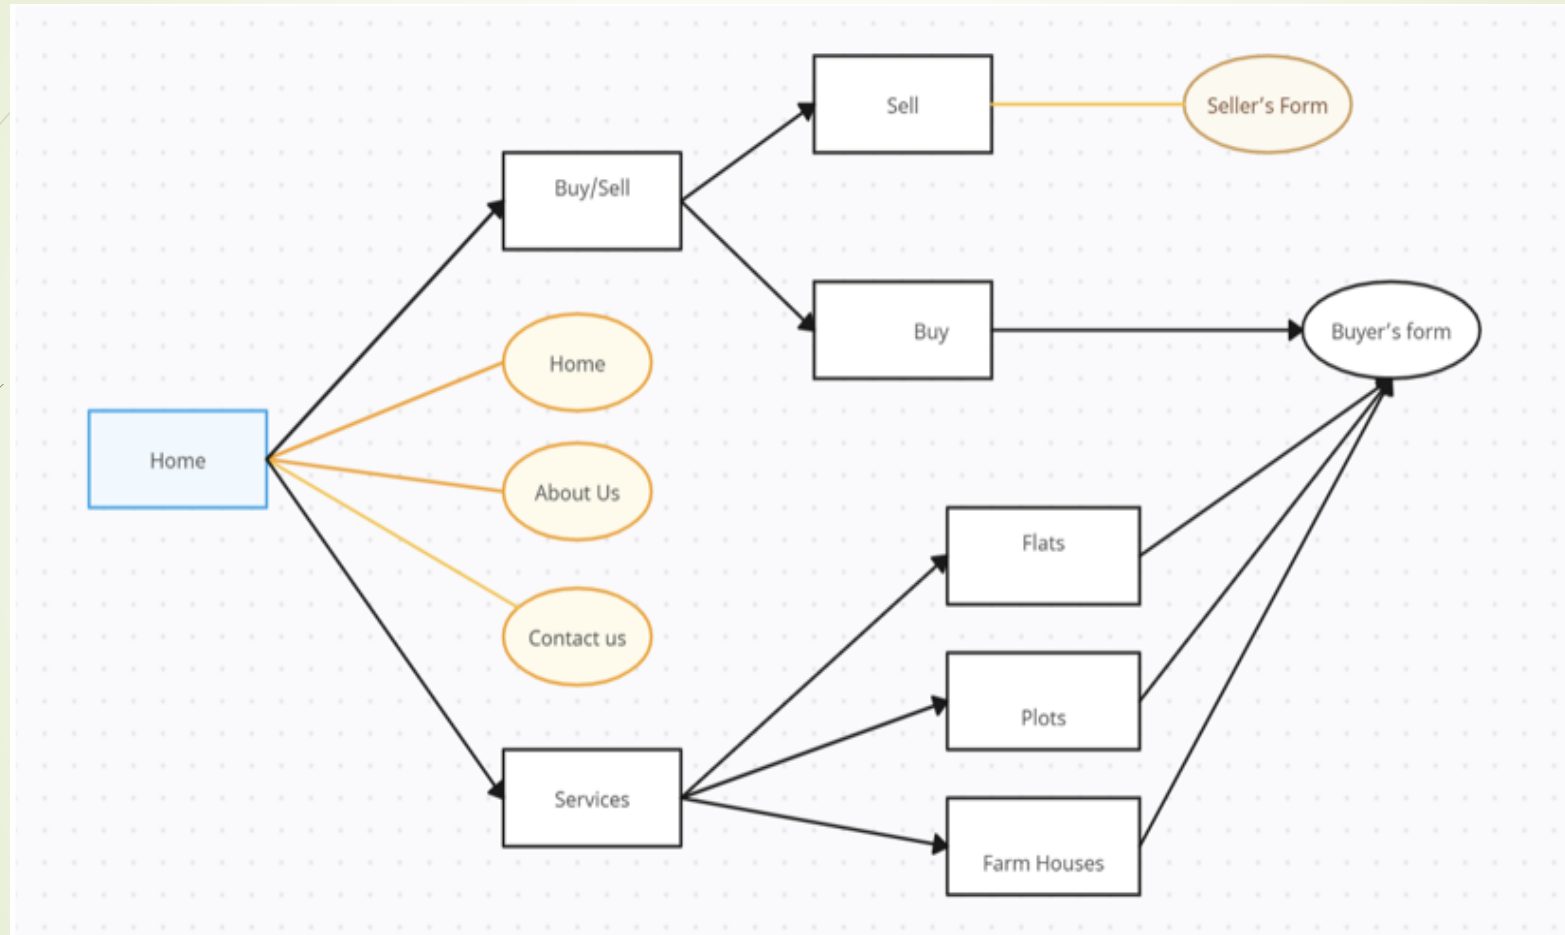 Sell
Seller’s Form
Buy/Sell
Buy
Buyer’s form
Home
Home
About Us
Contact us
Flats
Plots
Services
Farm Houses